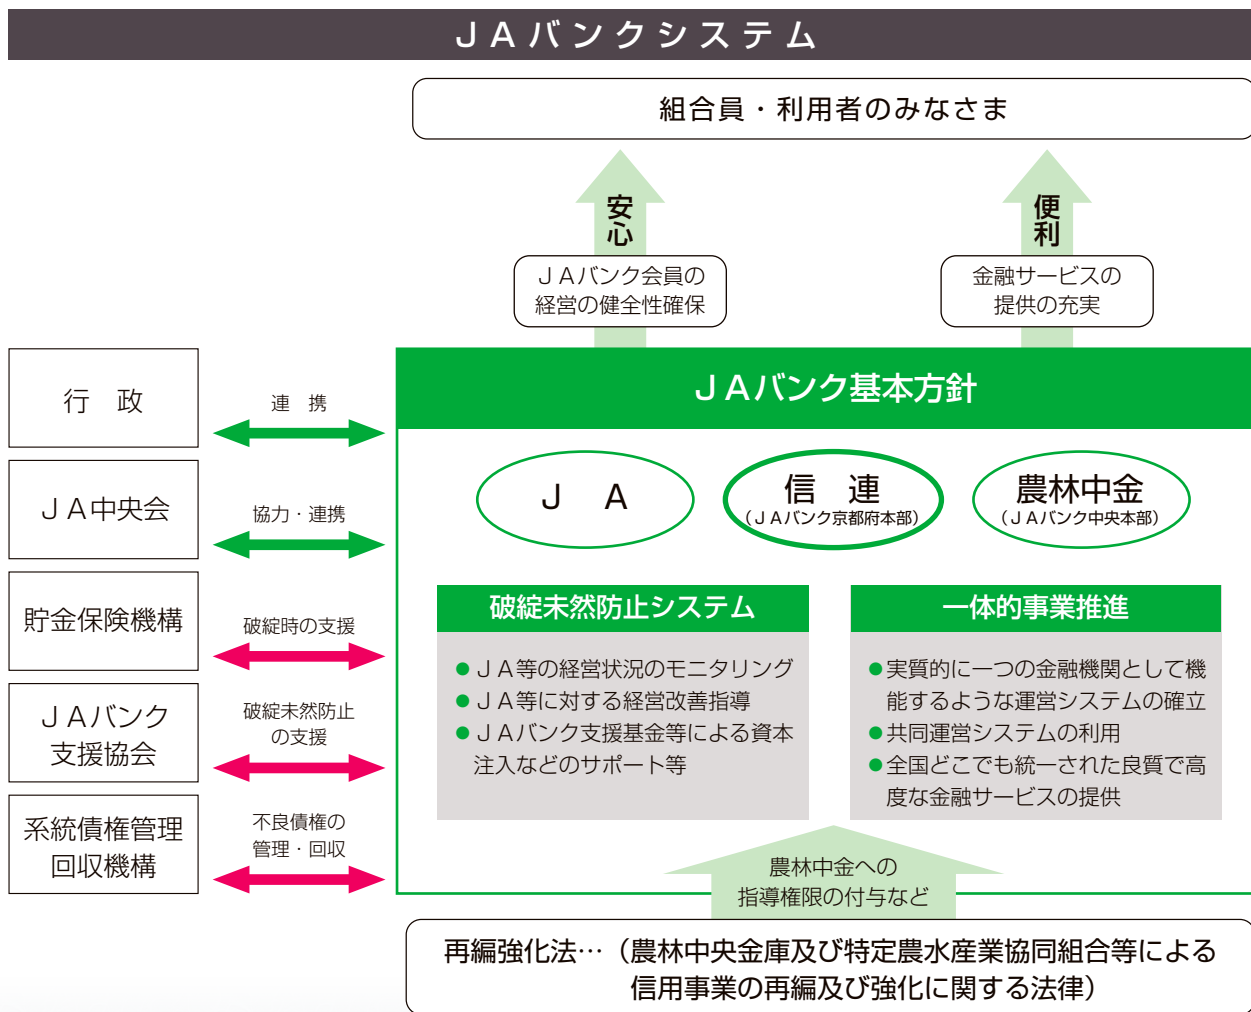 ＪＡバンクシステム
組合員・利用者のみなさま
安心
便利
ＪＡバンク会員の
経営の健全性確保
金融サービスの
提供の充実
行　政
連　携
ＪＡ中央会
協力・連携
貯金保険機構
破綻時の支援
ＪＡバンク
支援協会
破綻未然防止
の支援
系統債権管理
回収機構
不良債権の
管理・回収
ＪＡバンク基本方針
Ｊ　Ａ
信　連
（ＪＡバンク京都府本部）
農林中金
（ＪＡバンク中央本部）
破綻未然防止システム
●ＪＡ等の経営状況のモニタリング
●ＪＡ等に対する経営改善指導
●ＪＡバンク支援基金等による資本
注入などのサポート等
一体的事業推進
●実質的に一つの金融機関として機
能するような運営システムの確立
●共同運営システムの利用
●全国どこでも統一された良質で高
度な金融サービスの提供
農林中金への
指導権限の付与など
再編強化法…（農林中央金庫及び特定農水産業協同組合等による
信用事業の再編及び強化に関する法律）